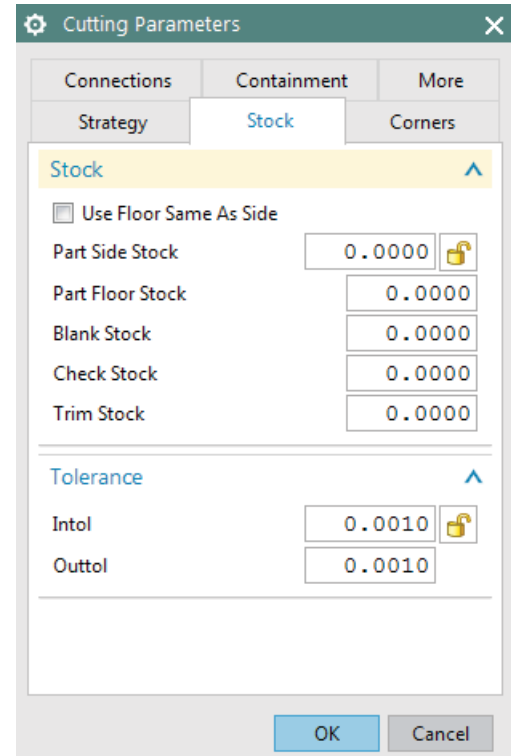 Cutting Parameters
Connections Containment More
Strategy Stock Corners
Stock
Use Floor Same As Side
Part Side Stock 0.0000
Part Floor Stock 0.0000
Blank Stock 0.0000
Check Stock 0.0000
Trim Stock 0.0000
Tolerance
Intol 0.0010
Outtol 0.0010
OK Cancel